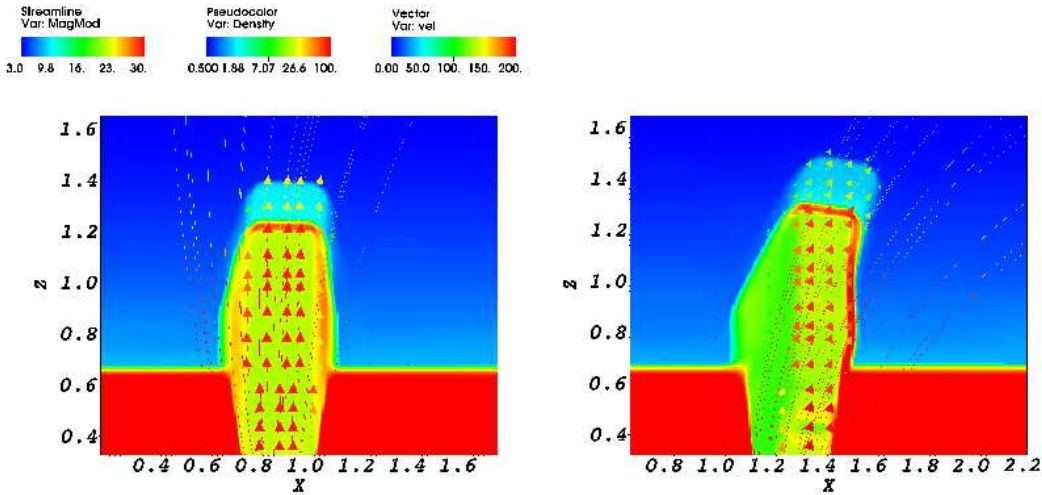 Streamline
Var: MagMod
3.0 9.8 16. 23. 30.
Pseudocolor
Var: Density
0.500 1.88 7.07 26.6 100.
Vector
Var: vel
0.00 50.0 100. 150. 200.
1.6
1.4
1.2
Z
1.0
0.8
0.6
0.4
0.4 0.6 0.8 1.0 1.2 1.4 1.6
X
1.6
1.4
1.2
Z
1.0
0.8
0.6
0.4
0.8 1.0 1.2 1.4 1.6 1.8 2.0 2.2
X